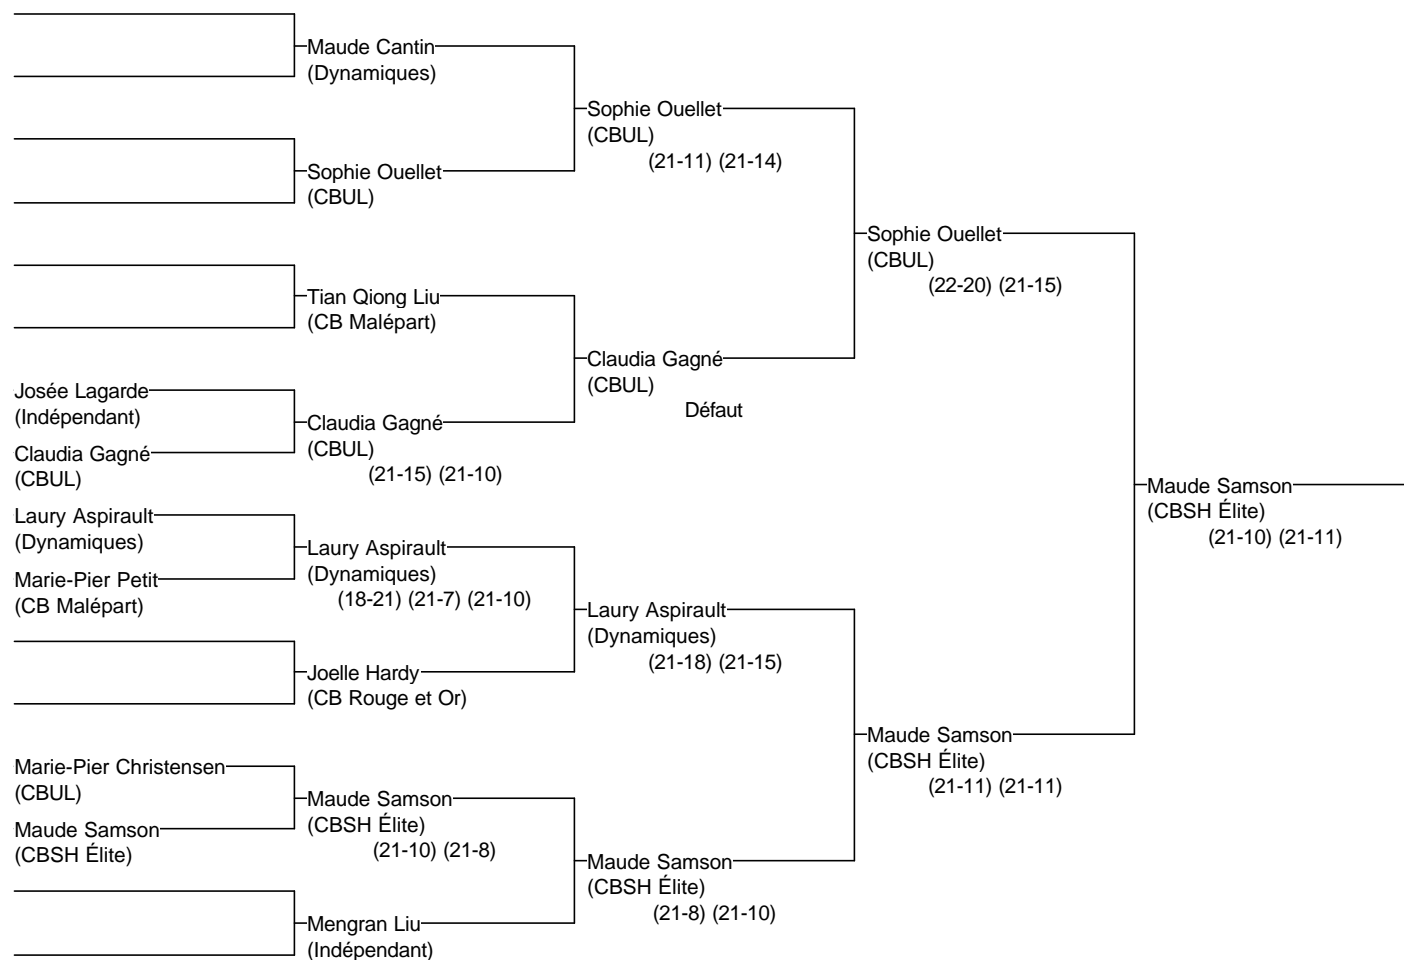 Maude Cantin
(Dynamiques)
Sophie Ouellet
(CBUL)
(21-11) (21-14)
Sophie Ouellet
(CBUL)
Sophie Ouellet
(CBUL)
(22-20) (21-15)
Tian Qiong Liu
(CB Malépart)
Claudia Gagné
(CBUL)
Défaut
Josée Lagarde
(Indépendant)
Claudia Gagné
(CBUL)
(21-15) (21-10)
Claudia Gagné
(CBUL)
Maude Samson
(CBSH Élite)
(21-10) (21-11)
Laury Aspirault
(Dynamiques)
Laury Aspirault
(Dynamiques)
(18-21) (21-7) (21-10)
Marie-Pier Petit
(CB Malépart)
Laury Aspirault
(Dynamiques)
(21-18) (21-15)
Joelle Hardy
(CB Rouge et Or)
Maude Samson
(CBSH Élite)
(21-11) (21-11)
Marie-Pier Christensen
(CBUL)
Maude Samson
(CBSH Élite)
(21-10) (21-8)
Maude Samson
(CBSH Élite)
Maude Samson
(CBSH Élite)
(21-8) (21-10)
Mengran Liu
(Indépendant)